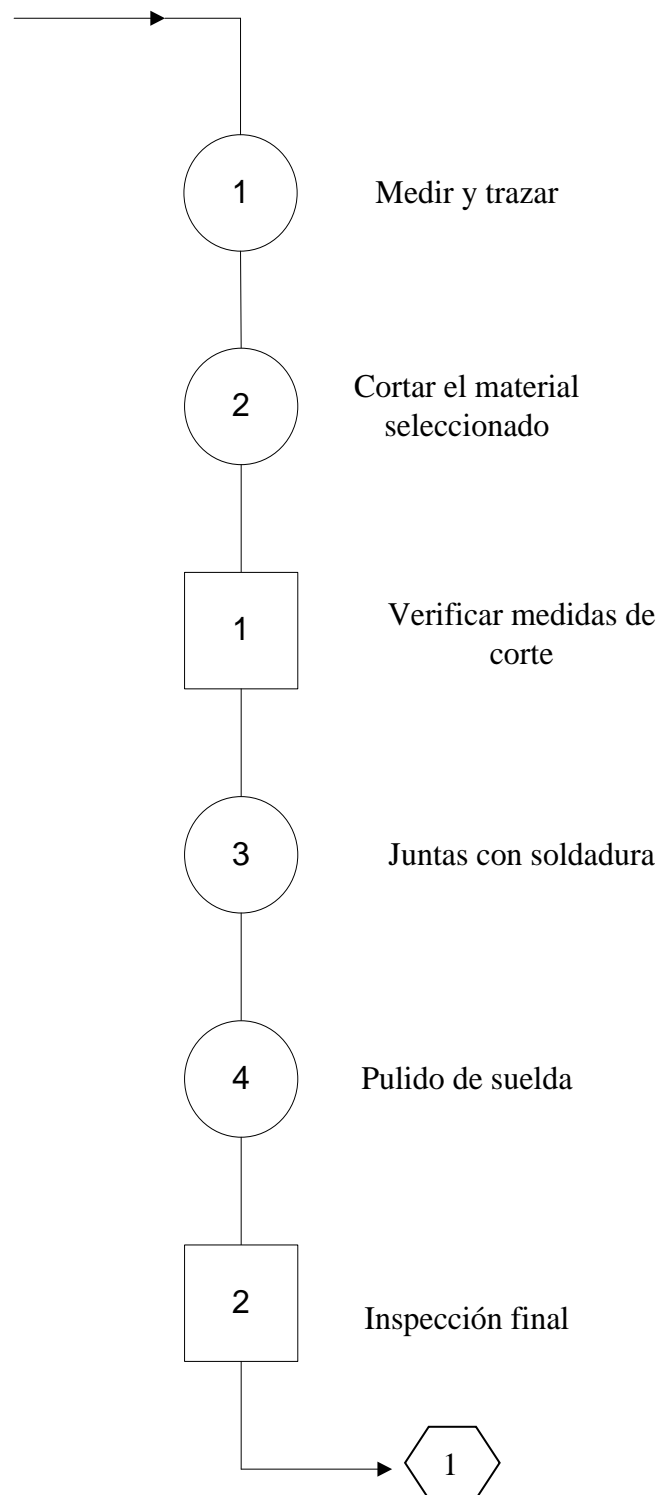 1
Medir y trazar
2
Cortar el material
seleccionado
1
Verificar medidas de
corte
3
Juntas con soldadura
4
Pulido de suelda
2
Inspección final
1